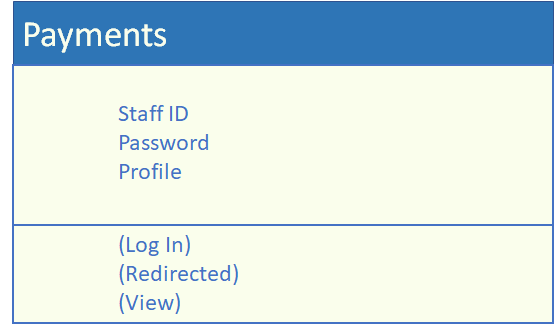 Payments
Staff ID
Password
Profile
(Log In)
(Redirected)
(View)